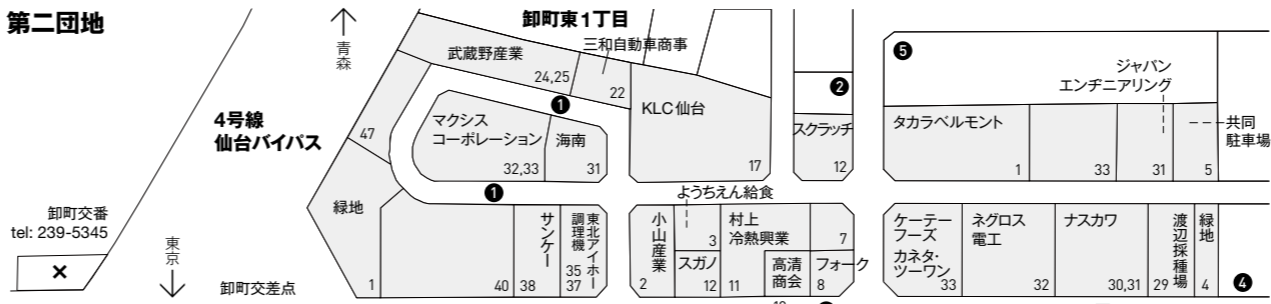 第二団地
青森
4号線
仙台バイパス
卸町交番
tel: 239-5345
東京
卸町交差点
卸町東1丁目
武蔵野産業
24,25
三和自動車商事
22
❶
KLC仙台
17
47
マクシス
コーポレーション
32,33
海南
31
❶
緑地
1
40
サンケー
38
東北アイホー
調理機
35
37
❷
スクラッチ
12
ようちえん給食
3
小山産業
2
スガノ
12
村上
冷熱興業
11
高清
商会
7
フォーク
8
❺
タカラベルモント
1
33
ジャパン
エンヂニアリング
31
共同
駐車場
5
ケーテー
フーズ
カネタ・
ツーワン
33
ネグロス
電工
32
ナスカワ
30,31
渡辺採種場
29
緑地
4
❹